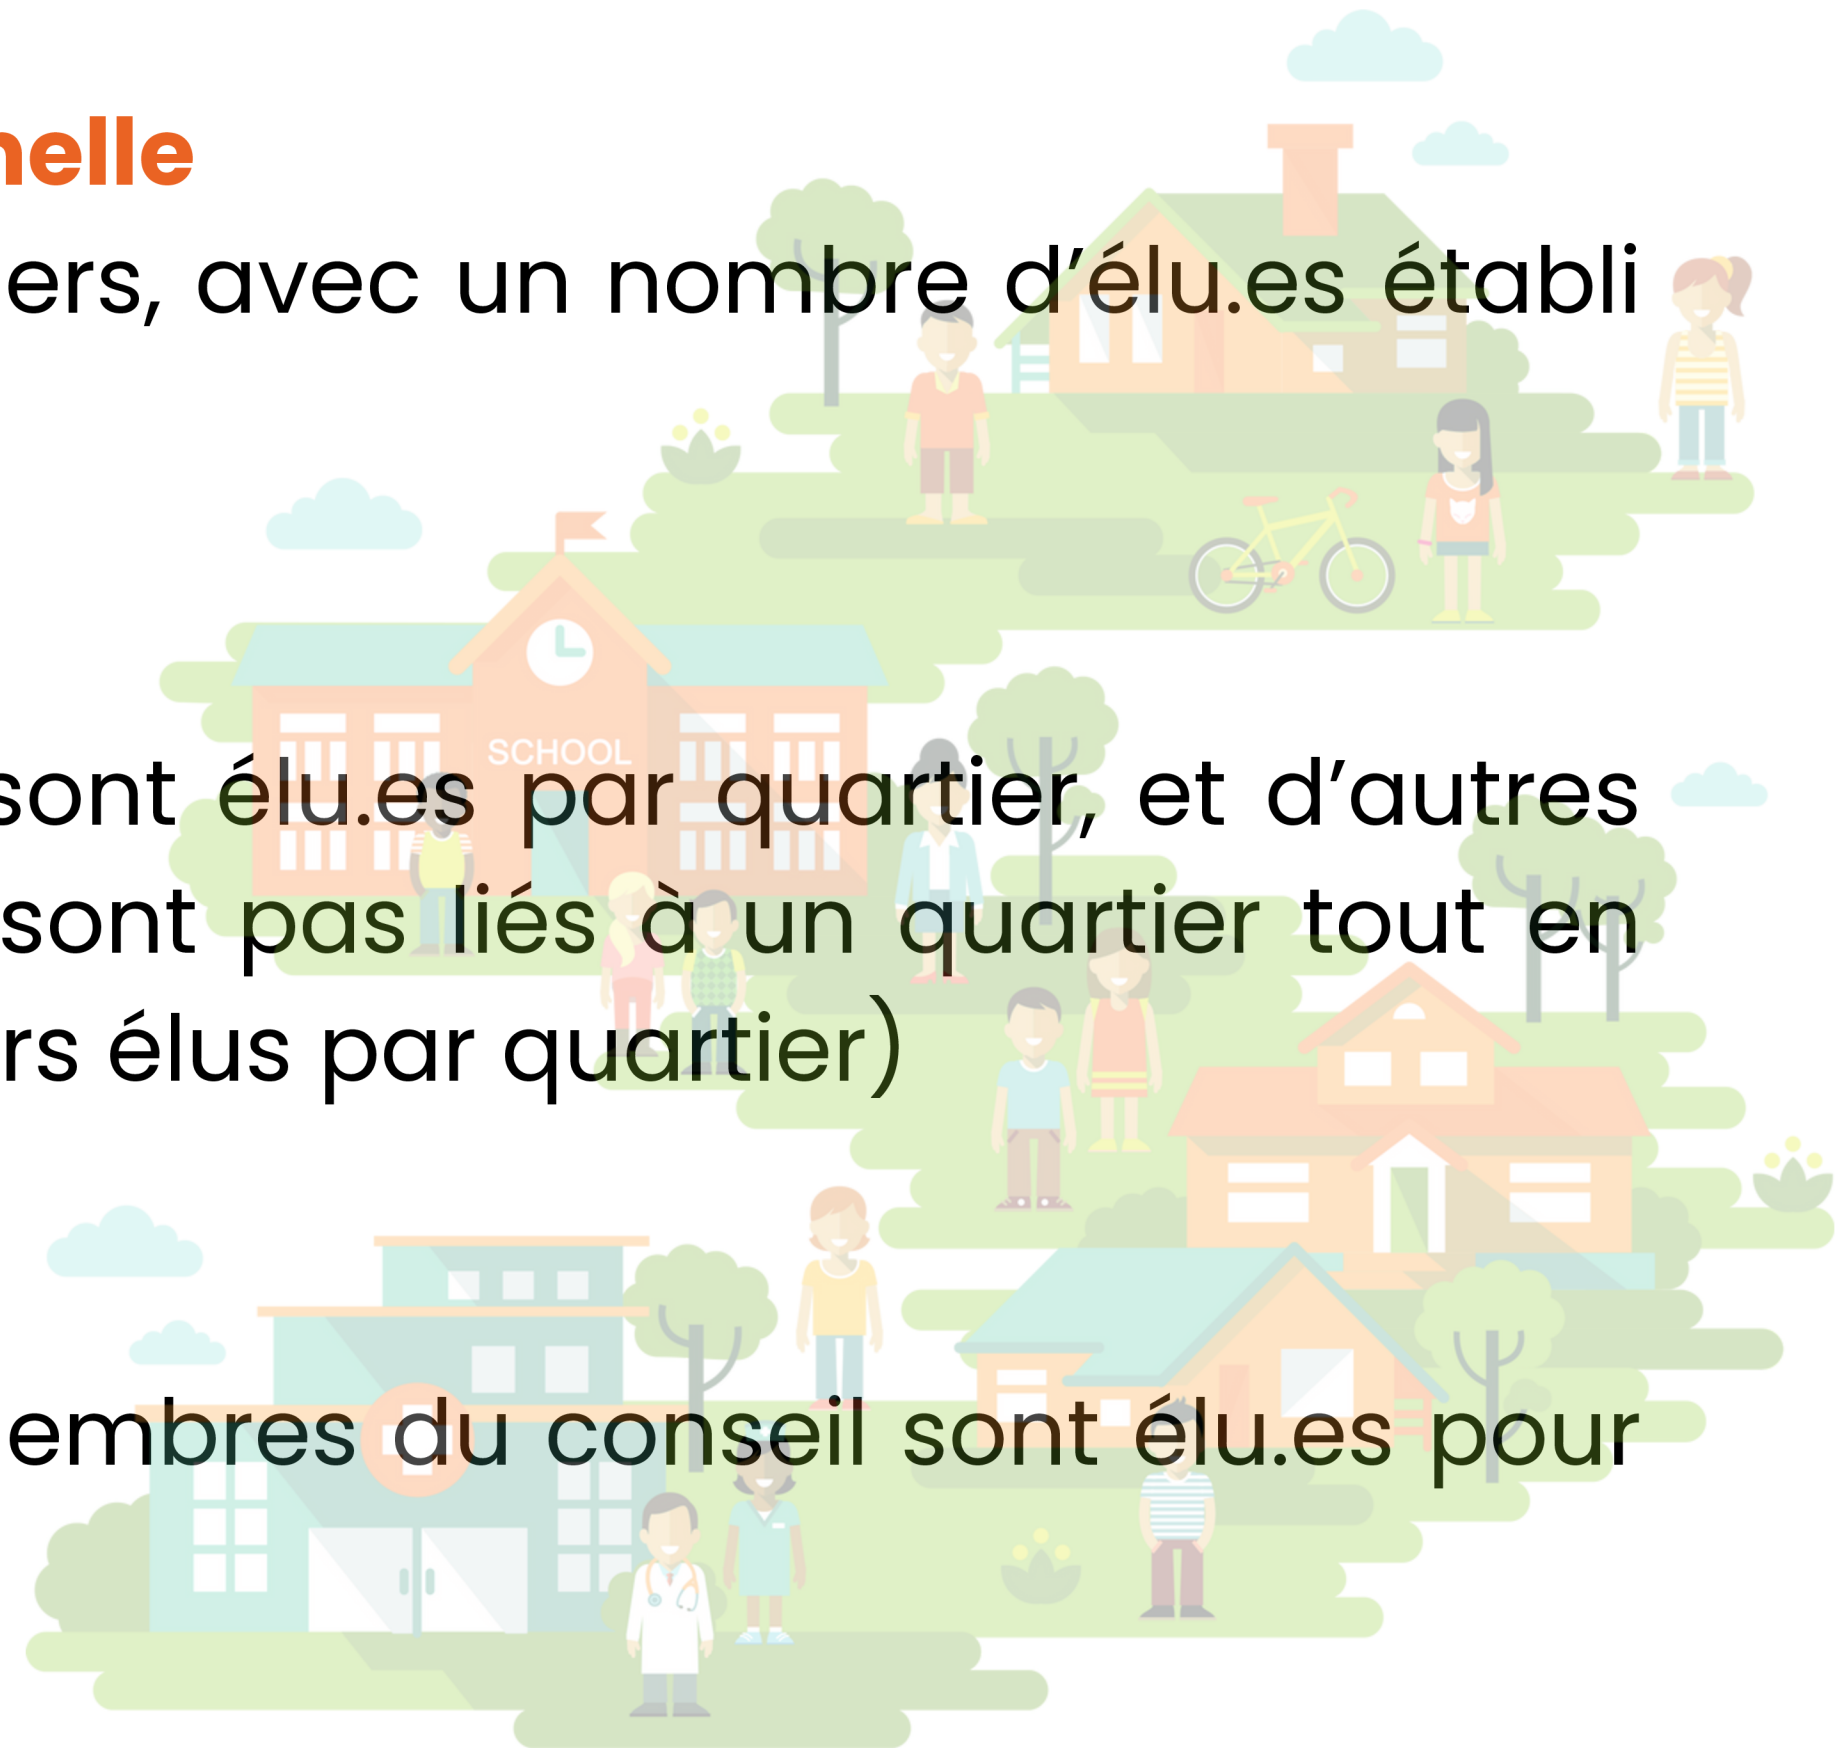 nelle
ers, avec un nombre d’élu.es établi
SCHOOL
sont élu.es par quartier, et d’autres
sont pas liés à un quartier tout en
rs élus par quartier)
embres du conseil sont élu.es pour